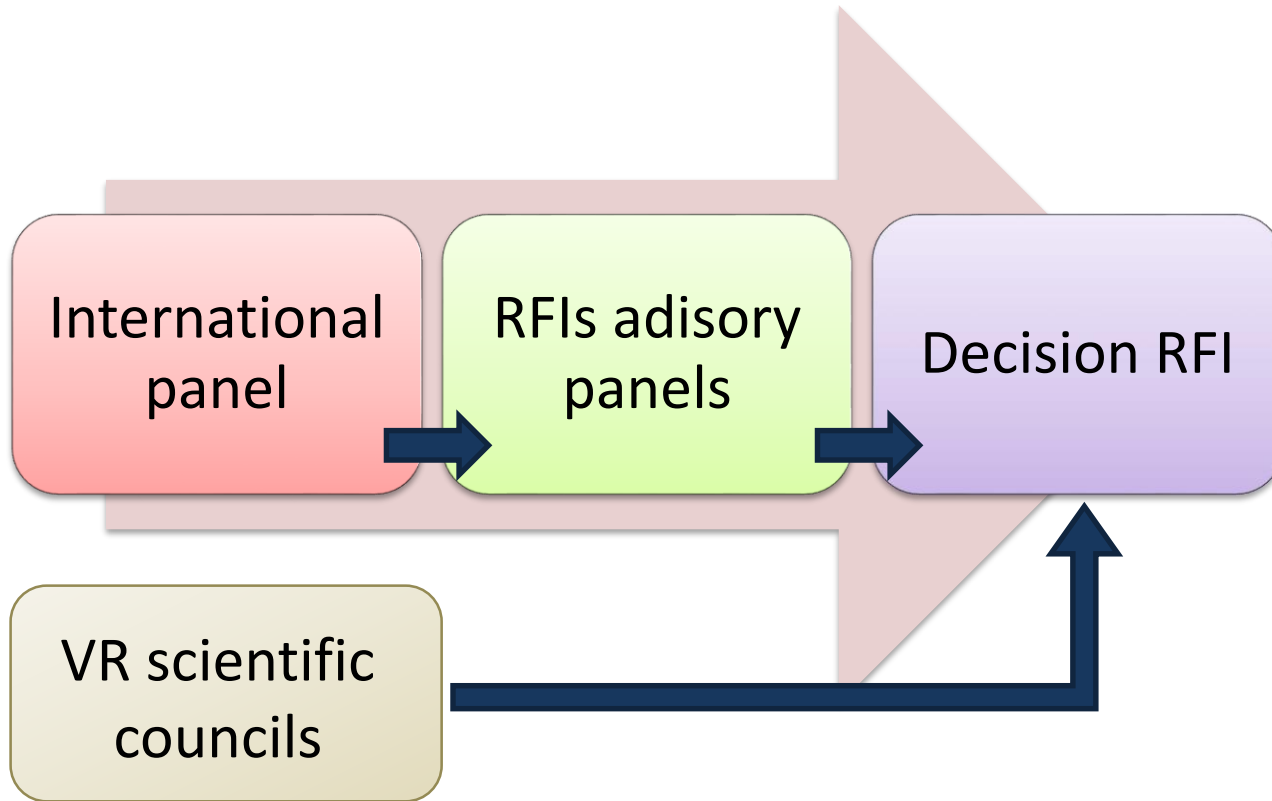 International
panel
RFIs adisory
panels
Decision RFI
VR scientific
councils